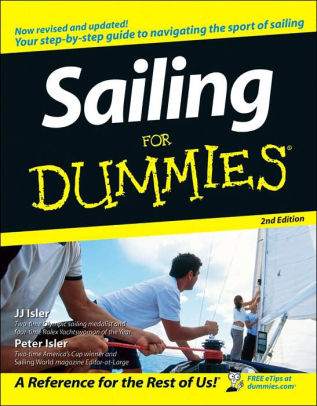 Now revised and updated!
Your step-by-step guide to navigating the sport of sailing
Sailing
FOR
DUMMIES®
2nd Edition
JJ Isler
Two-time Olympic sailing medalist and
four-time Rolex Yachtswoman of the Year
Peter Isler
Two-time America's Cup winner and
Sailing World magazine Editor-at-Large
A Reference for the Rest of Us!®
FREE eTips at
dummies.com®